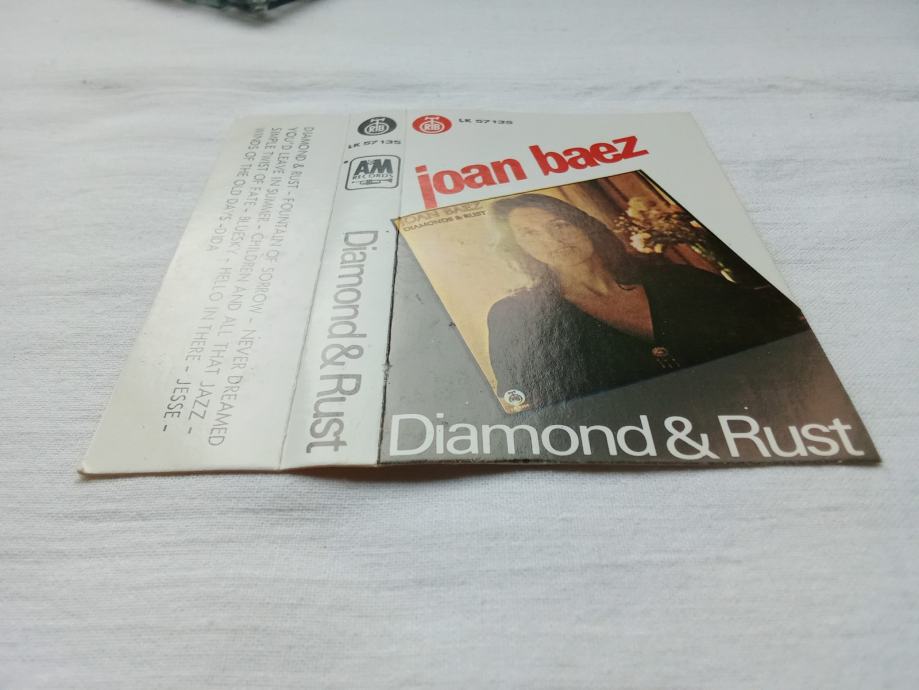 DIAMOND & RUST - FOUNTAIN OF SORROW - NEVER DREAMED
YOU'D LEAVE IN SUMMER - CHILDREN AND ALL THAT JAZZ -
SIMPLE TWIST OF FATE - BLUESKY - HELLO IN THERE - JESSE -
WINDS OF THE OLD DAYS - DIDA
RTB
LK 57135
A&M
RECORDS
Diamond & Rust
RTB
LK 57135
joan baez
JOAN BAEZ
DIAMONDS & RUST
Diamond & Rust